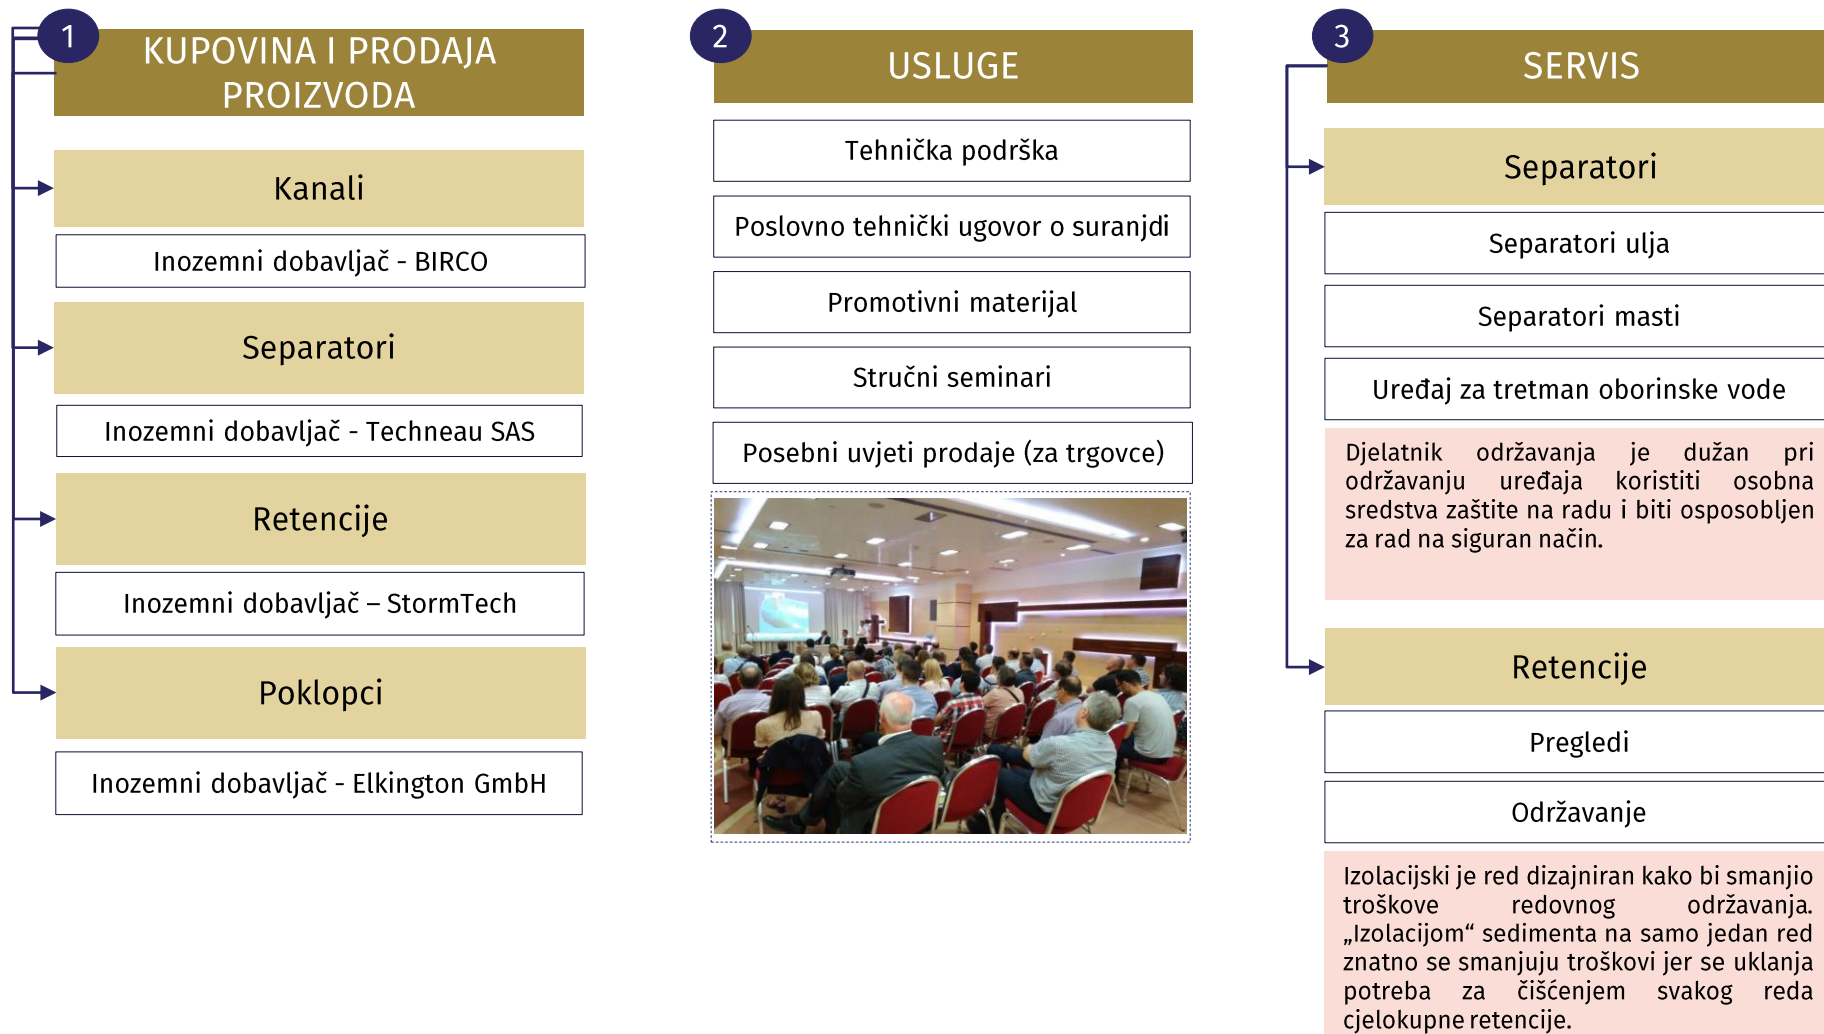 1
KUPOVINA I PRODAJA
PROIZVODA
Kanali
Inozemni dobavljač - BIRCO
Separatori
Inozemni dobavljač - Techneau SAS
Retencije
Inozemni dobavljač – StormTech
Poklopci
Inozemni dobavljač - Elkington GmbH
2
USLUGE
Tehnička podrška
Poslovno tehnički ugovor o suranjdi
Promotivni materijal
Stručni seminari
Posebni uvjeti prodaje (za trgovce)
3
SERVIS
Separatori
Separatori ulja
Separatori masti
Uređaj za tretman oborinske vode
Djelatnik održavanja je dužan pri
održavanju uređaja koristiti osobna
sredstva zaštite na radu i biti osposobljen
za rad na siguran način.
Retencije
Pregledi
Održavanje
Izolacijski je red dizajniran kako bi smanjio
troškove redovnog održavanja.
„Izolacijom“ sedimenta na samo jedan red
znatno se smanjuju troškovi jer se uklanja
potreba za čišćenjem svakog reda
cjelokupne retencije.